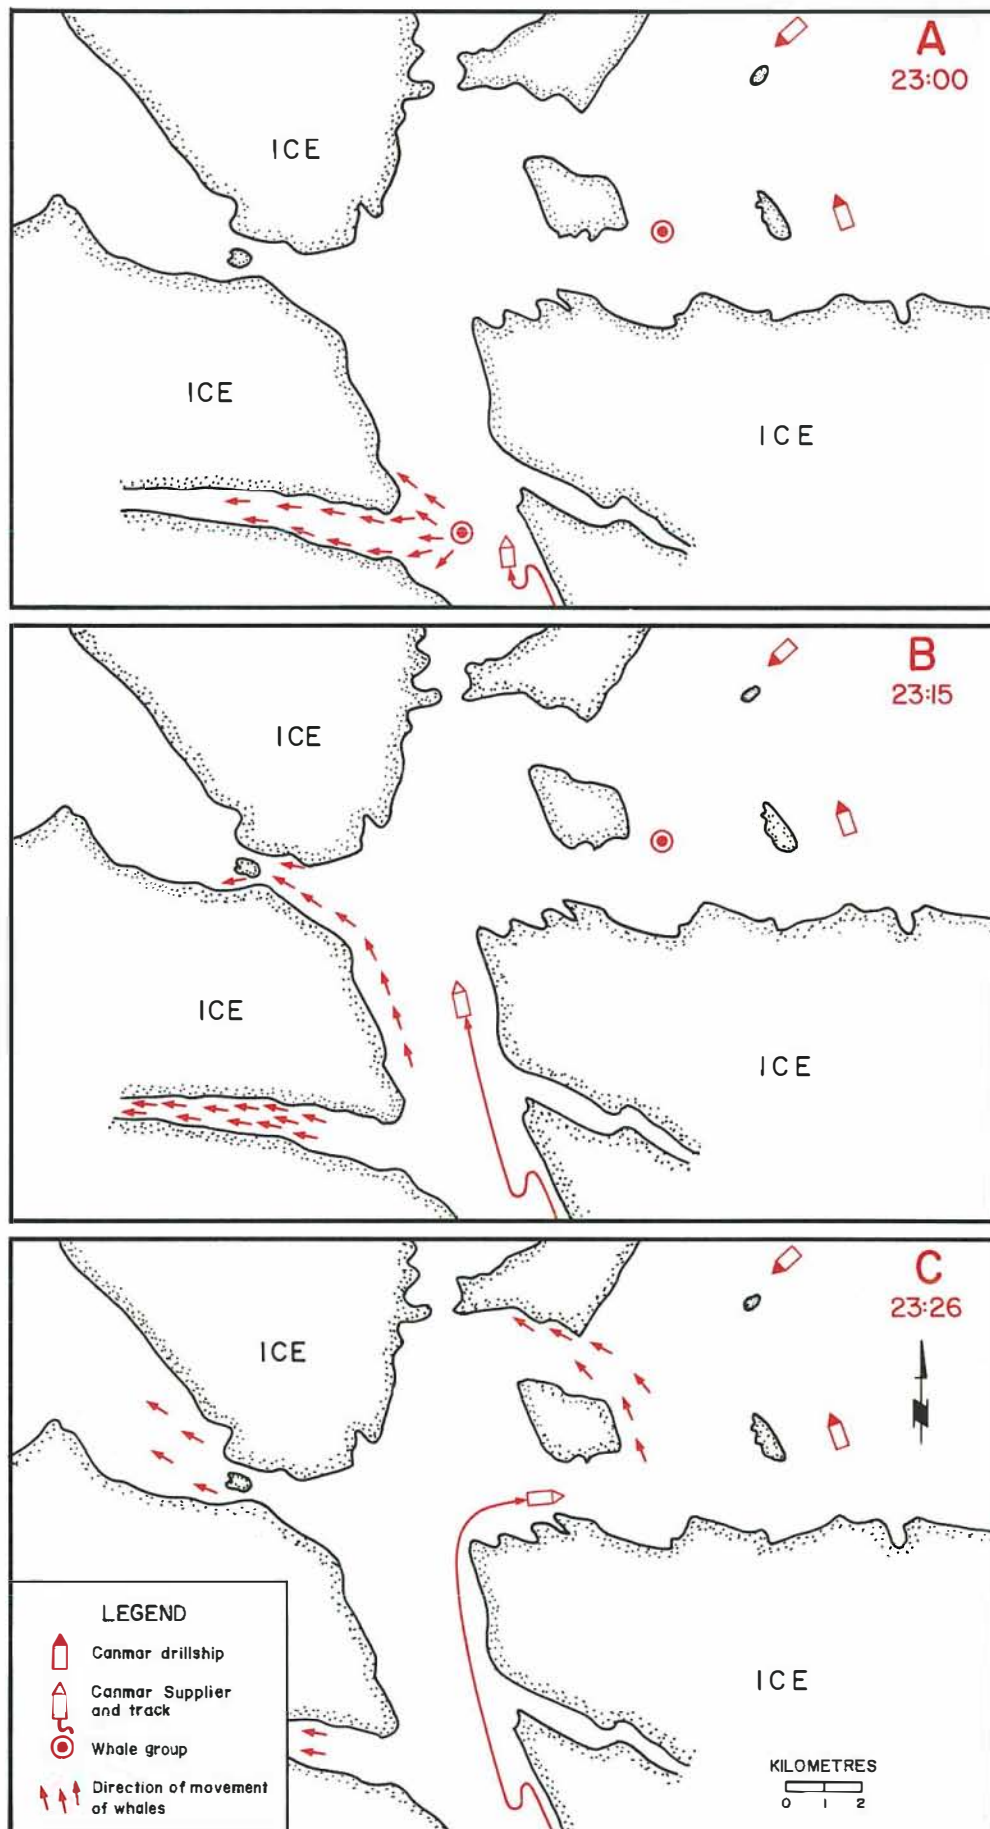 A
23:00
ICE
ICE
ICE
B
23:15
ICE
ICE
ICE
C
23:26
ICE
ICE
LEGEND
Canmar drillship
Canmar Supplier
and track
Whale group
Direction of movement
of whales
KILOMETRES
0 1 2